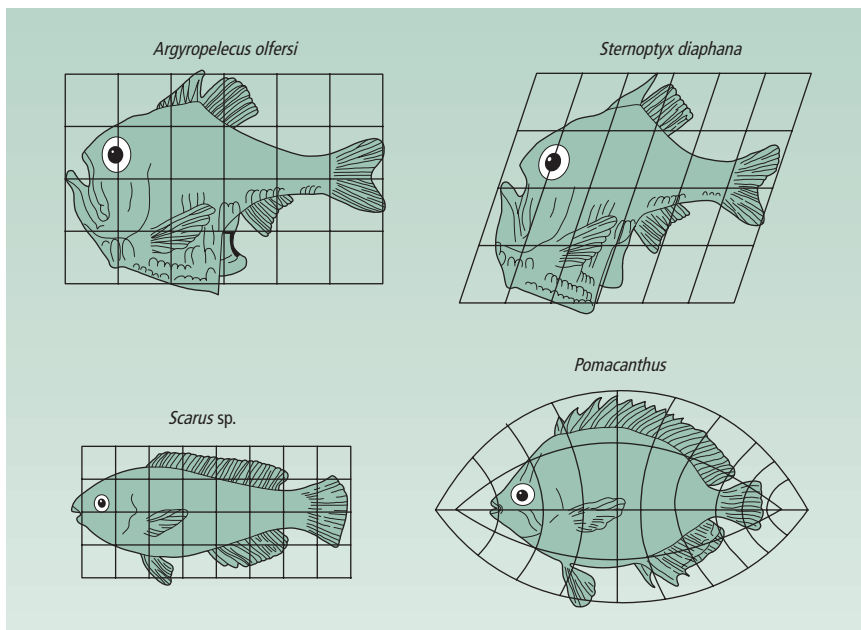 Argyropelecus olfersi
Sternoptyx diaphana
Pomacanthus
Scarus sp.